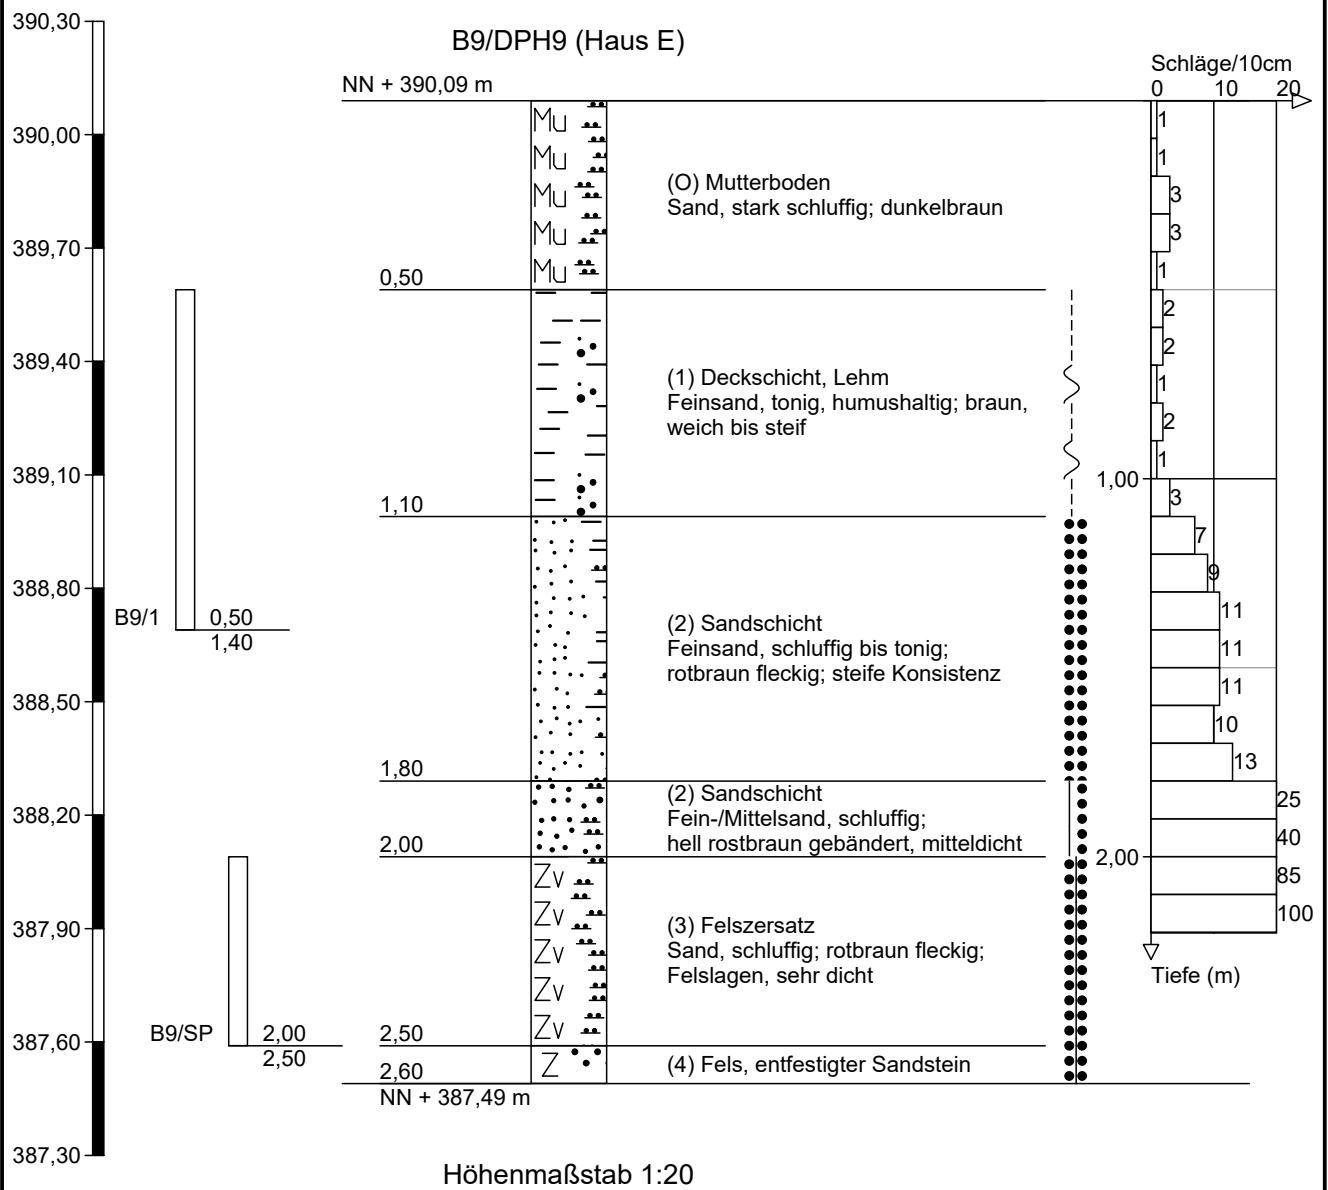 B9/DPH9 (Haus E)
NN + 390,09 m
Schläge/10cm
0 10 20
390,30
390,00
389,70
389,40
389,10
388,80
388,50
388,20
387,90
387,60
387,30
B9/1
0,50
1,40
B9/SP
2,00
2,50
0,50
1,10
1,80
2,00
2,50
2,60
NN + 387,49 m
Mu
Mu
Mu
Mu
Mu
Zv
Zv
Zv
Zv
Zv
Z
(O) Mutterboden
Sand, stark schluffig; dunkelbraun
(1) Deckschicht, Lehm
Feinsand, tonig, humushaltig; braun,
weich bis steif
(2) Sandschicht
Feinsand, schluffig bis tonig;
rotbraun fleckig; steife Konsistenz
(2) Sandschicht
Fein-/Mittelsand, schluffig;
hell rostbraun gebändert, mitteldicht
(3) Felszersatz
Sand, schluffig; rotbraun fleckig;
Felslagen, sehr dicht
(4) Fels, entfestigter Sandstein
1,00
2,00
1
1
3
3
1
2
2
1
2
1
3
7
9
11
11
11
10
13
25
40
85
100
Tiefe (m)
Höhenmaßstab 1:20